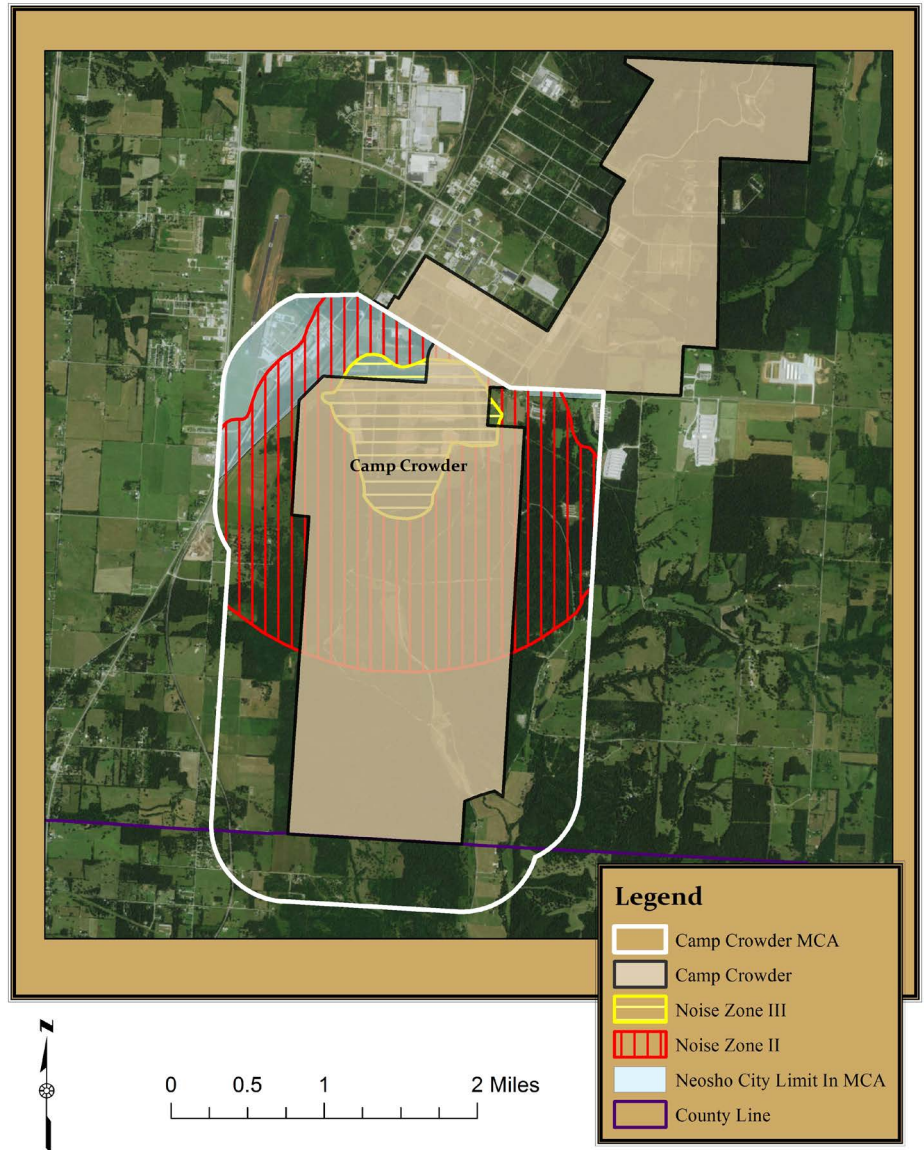 Camp Crowder
Legend
Camp Crowder MCA
Camp Crowder
Noise Zone III
Noise Zone II
Neosho City Limit In MCA
County Line
N
0 0.5 1 2 Miles